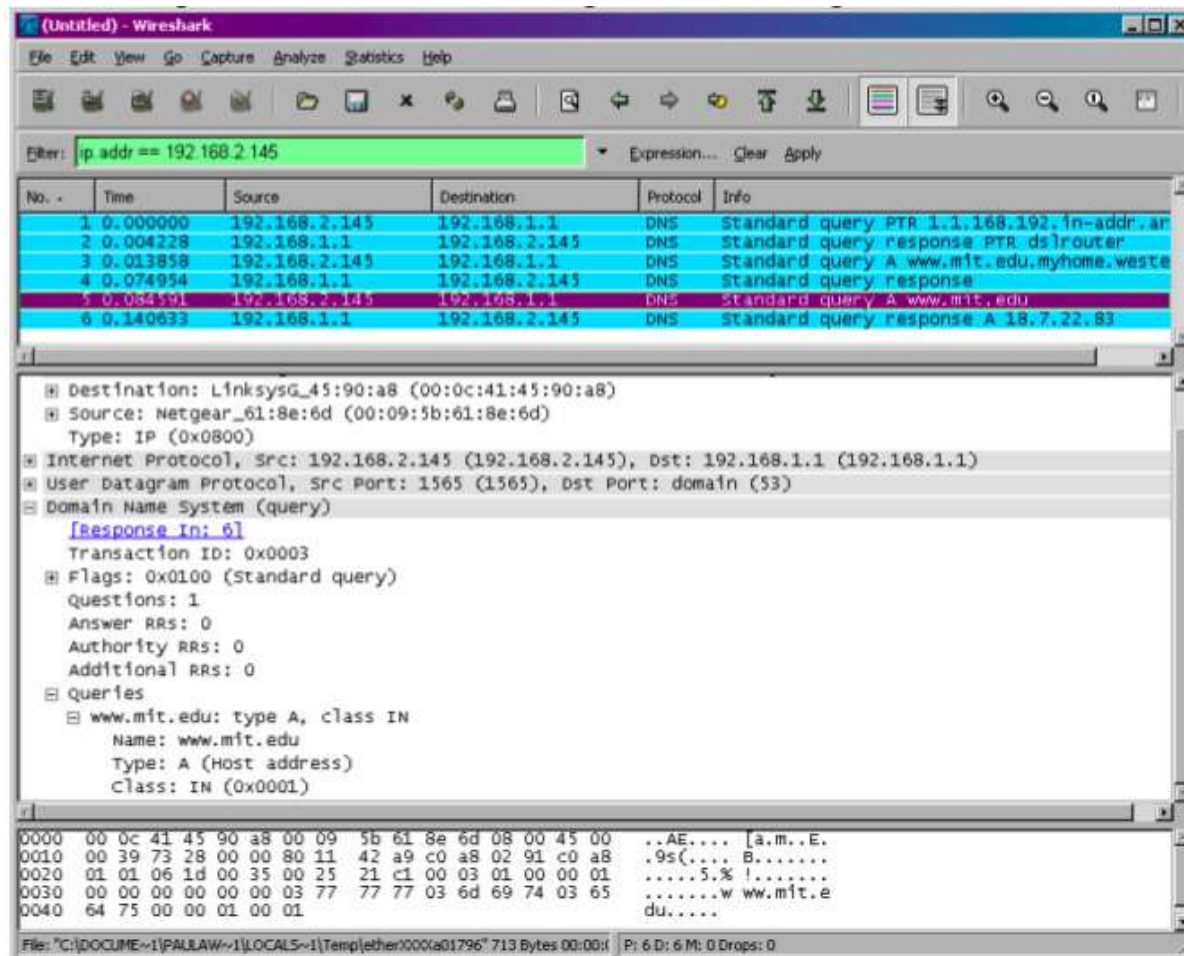 (Untitled) - Wireshark
File Edit View Go Capture Analyze Statistics Help
Filter: ip.addr == 192.168.2.145 Expression... Clear Apply
No. - Time Source Destination Protocol Info
1 0.000000 192.168.2.145 192.168.1.1 DNS Standard query PTR 1.1.168.192.in-addr.ar
2 0.004228 192.168.1.1 192.168.2.145 DNS Standard query response PTR dslrouter
3 0.013858 192.168.2.145 192.168.1.1 DNS Standard query A www.mit.edu.myhome.weste
4 0.074954 192.168.1.1 192.168.2.145 DNS Standard query response
5 0.084591 192.168.2.145 192.168.1.1 DNS Standard query A www.mit.edu
6 0.140633 192.168.1.1 192.168.2.145 DNS Standard query response A 18.7.22.83
Destination: LinksysG_45:90:a8 (00:0c:41:45:90:a8)
Source: Netgear_61:8e:6d (00:09:5b:61:8e:6d)
Type: IP (0x0800)
Internet Protocol, Src: 192.168.2.145 (192.168.2.145), Dst: 192.168.1.1 (192.168.1.1)
User Datagram Protocol, Src Port: 1565 (1565), Dst Port: domain (53)
Domain Name System (query)
[Response In: 6]
Transaction ID: 0x0003
Flags: 0x0100 (Standard query)
Questions: 1
Answer RRs: 0
Authority RRs: 0
Additional RRs: 0
Queries
www.mit.edu: type A, class IN
Name: www.mit.edu
Type: A (Host address)
Class: IN (0x0001)
0000 00 0c 41 45 90 a8 00 09 5b 61 8e 6d 08 00 45 00 ..AE.... [a.m..E.
0010 00 39 73 28 00 00 80 11 42 a9 c0 a8 02 91 c0 a8 .9s(.... B.......
0020 01 01 06 1d 00 35 00 25 21 c1 00 03 01 00 00 01 .....5.% !.......
0030 00 00 00 00 00 00 03 77 77 77 03 6d 69 74 03 65 .......w ww.mit.e
0040 64 75 00 00 01 00 01 du.....
File: "C:\DOCUME~1\PAULAW~1\LOCALS~1\Temp\etherXXXXa01796" 713 Bytes 00:00:( P: 6 D: 6 M: 0 Drops: 0